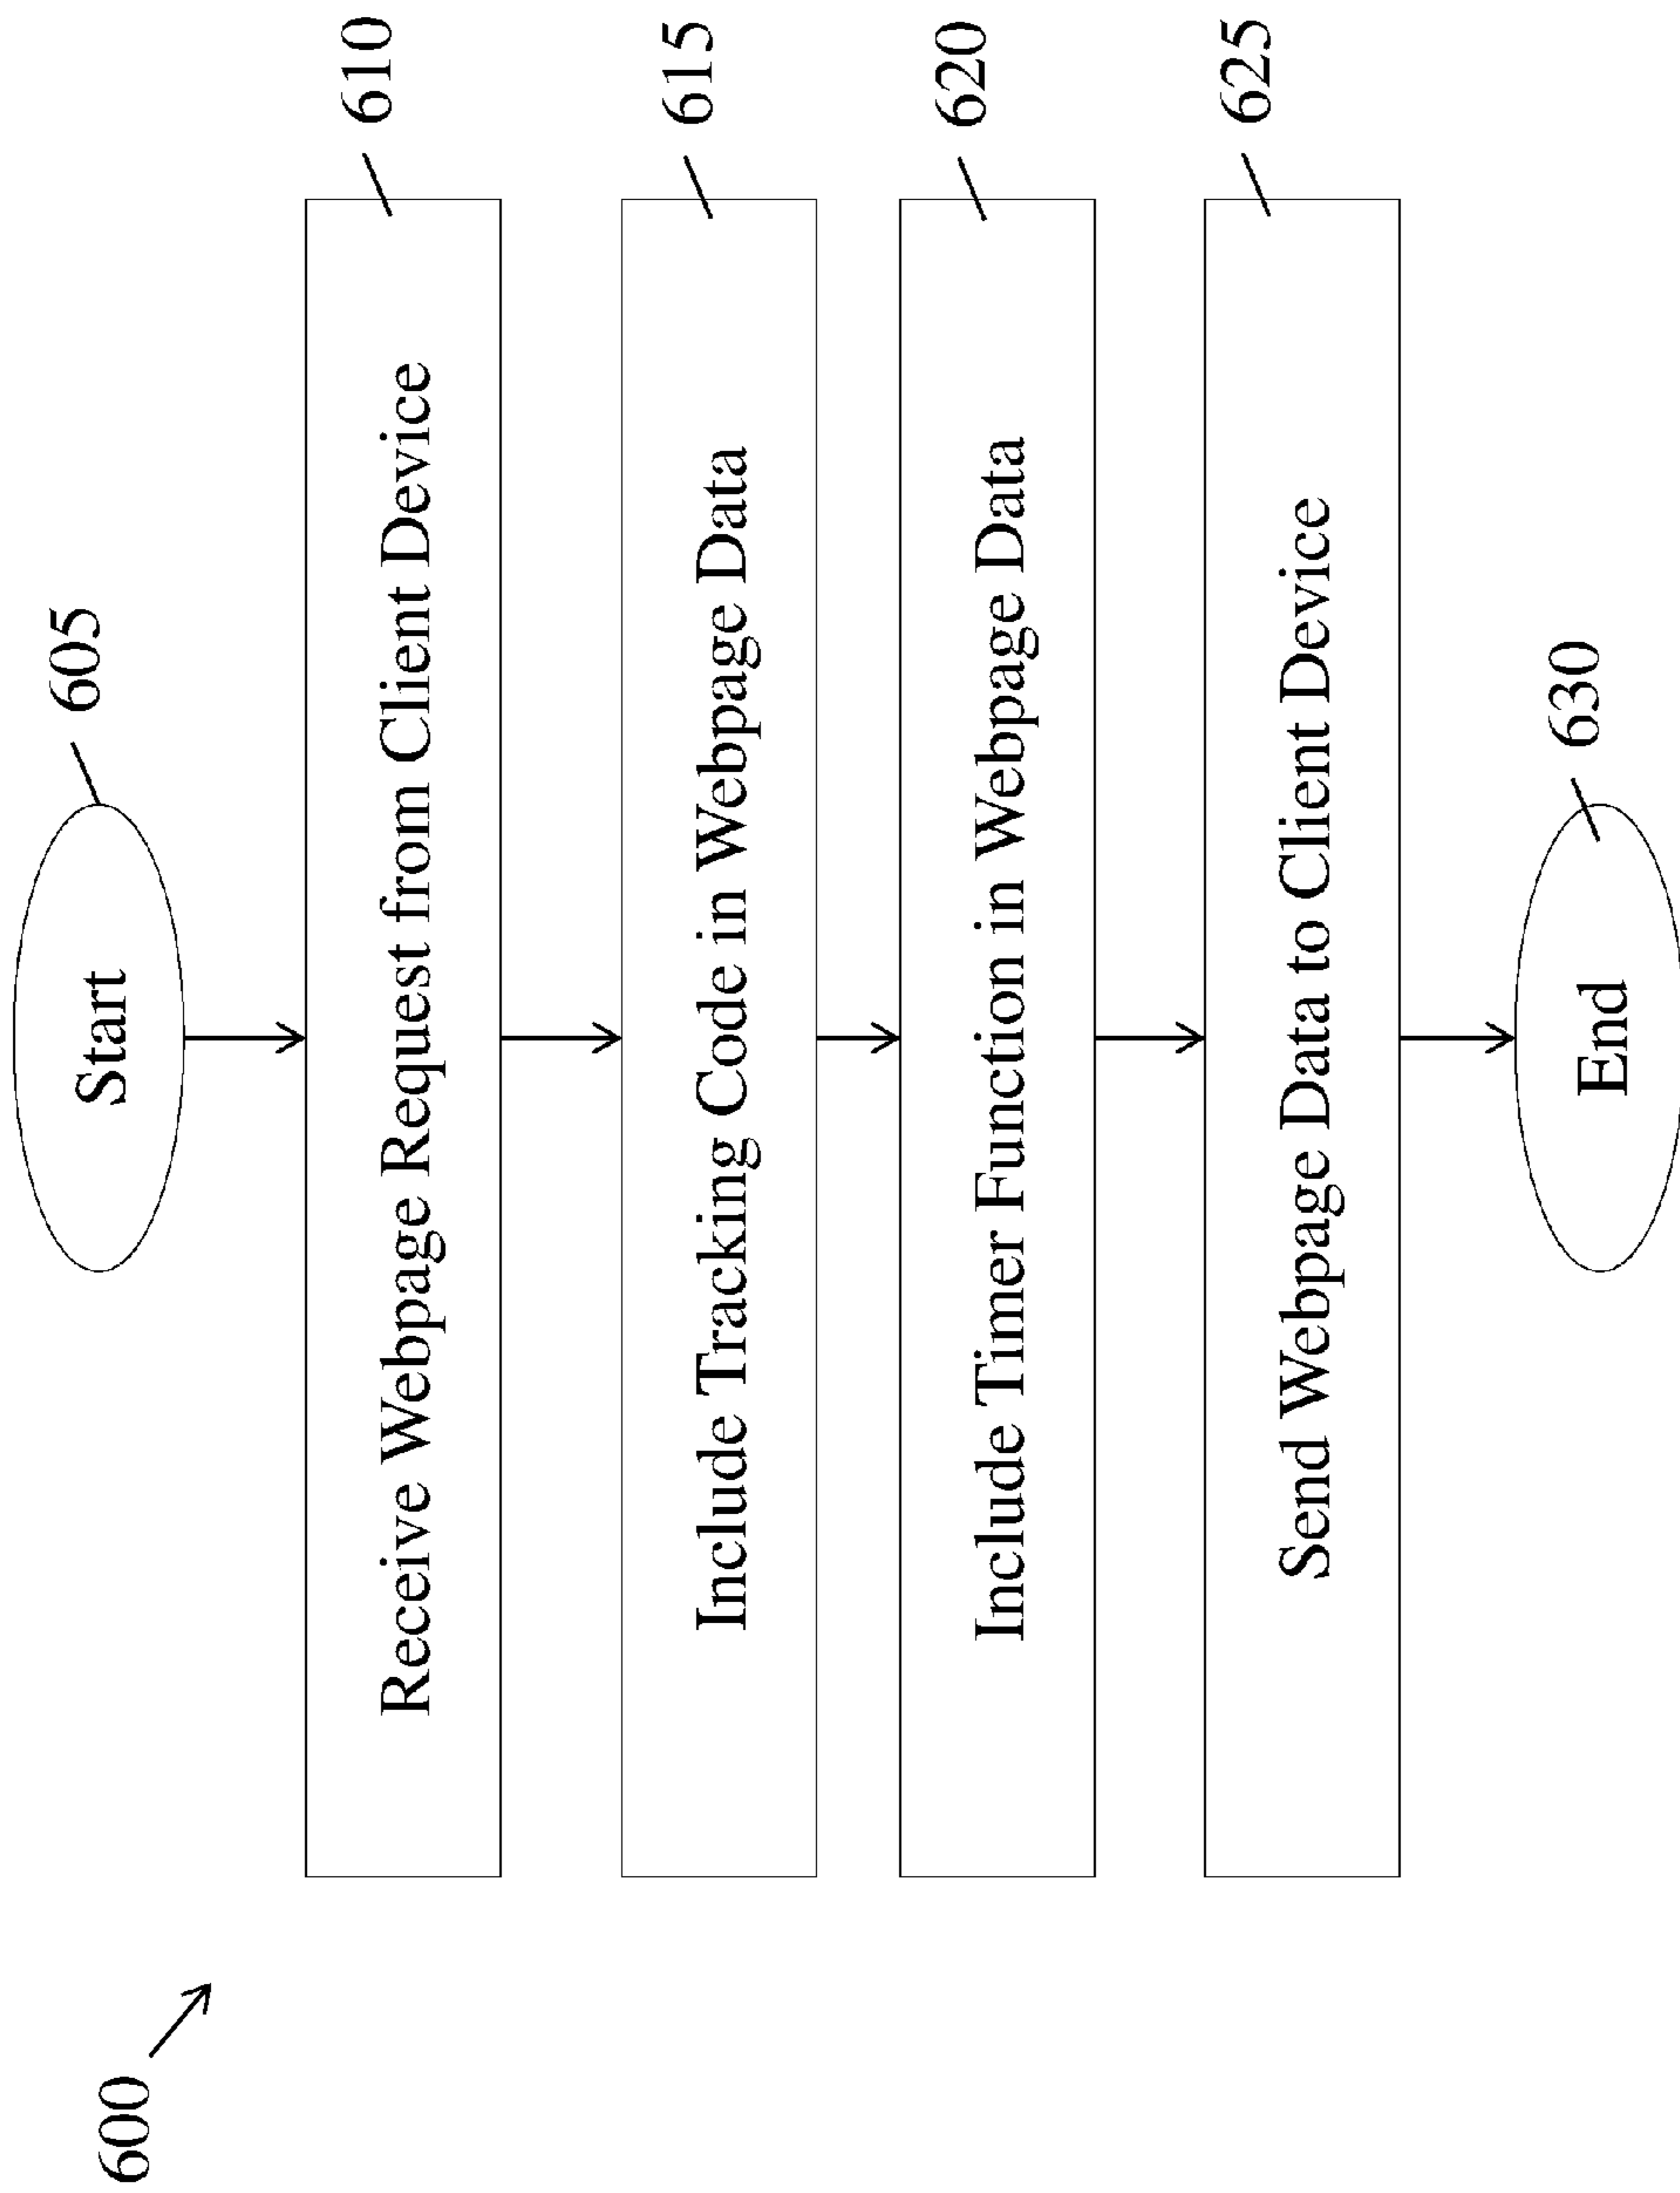 600
Start
605
Receive Webpage Request from Client Device
610
Include Tracking Code in Webpage Data
615
Include Timer Function in Webpage Data
620
Send Webpage Data to Client Device
625
End
630